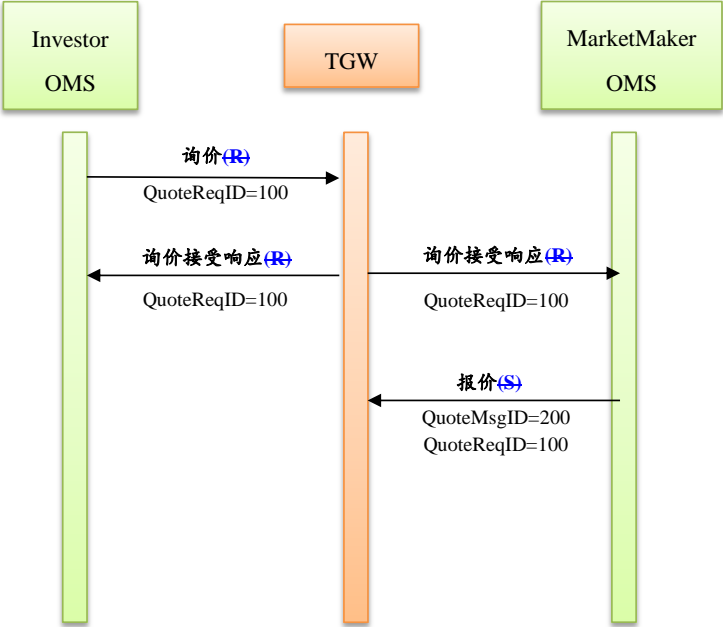 Investor
OMS
TGW
MarketMaker
OMS
询价(R)
QuoteReqID=100
询价接受响应(R)
QuoteReqID=100
询价接受响应(R)
QuoteReqID=100
报价(S)
QuoteMsgID=200
QuoteReqID=100